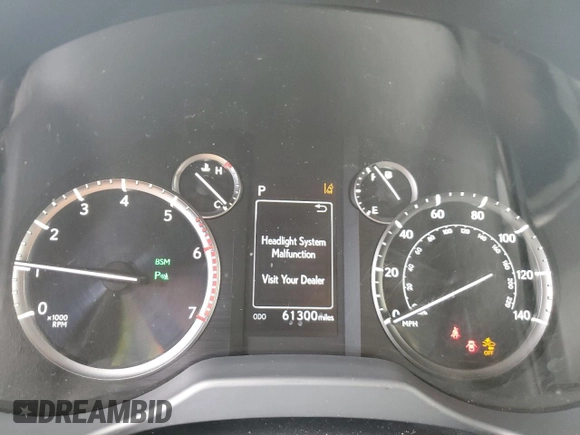 H
C
F
E
P
Headlight System
Malfunction
Visit Your Dealer
ODO 61300 miles
0 1 2 3 4 5 6 7
x1000
RPM
BSM
P
0 20 40 60 80 100 120 140
MPH
OFF
DREAMBID